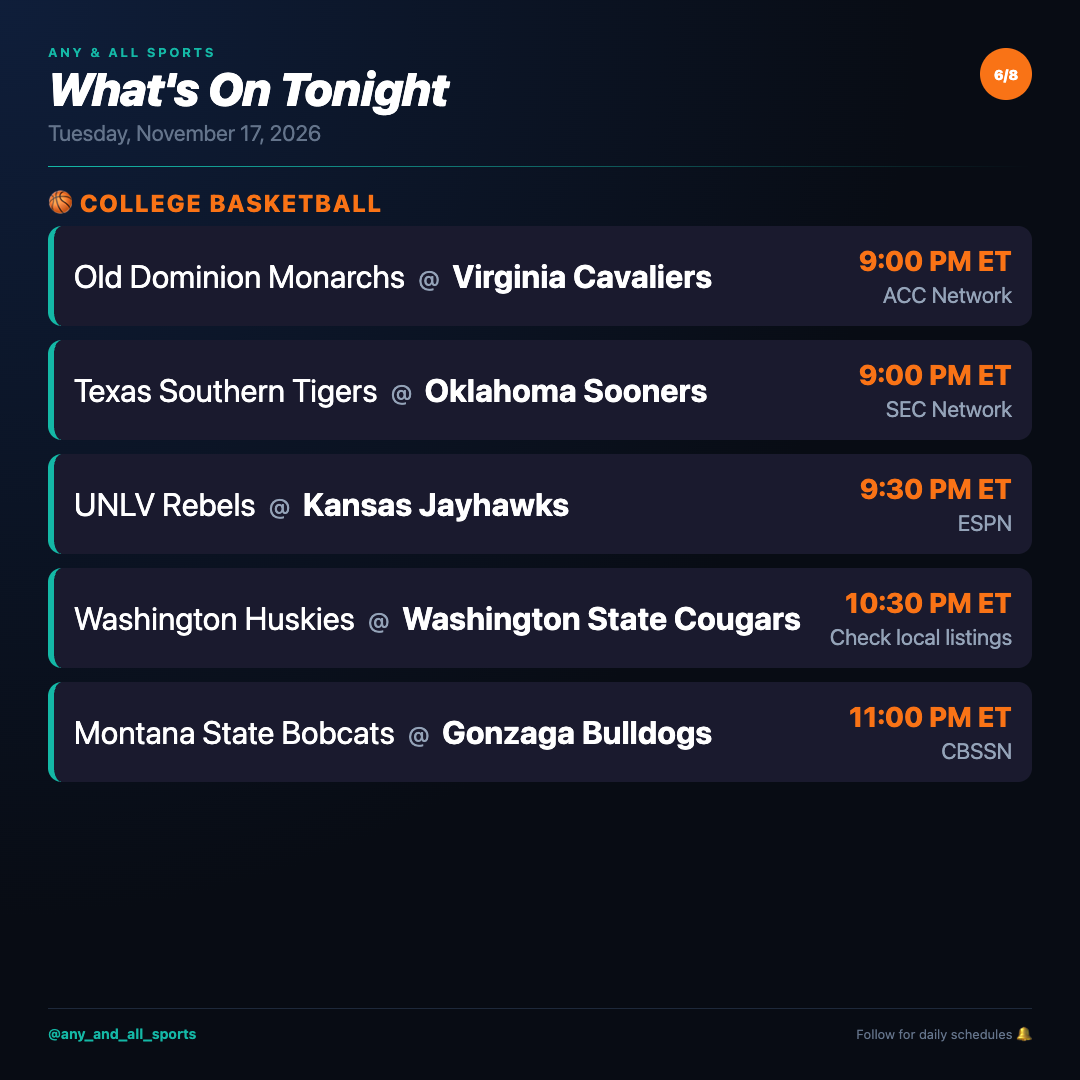 ANY & ALL SPORTS
What's On Tonight
6/8
Tuesday, November 17, 2026
🏀 COLLEGE BASKETBALL
Old Dominion Monarchs @ Virginia Cavaliers 9:00 PM ET
ACC Network
Texas Southern Tigers @ Oklahoma Sooners 9:00 PM ET
SEC Network
UNLV Rebels @ Kansas Jayhawks 9:30 PM ET
ESPN
Washington Huskies @ Washington State Cougars 10:30 PM ET
Check local listings
Montana State Bobcats @ Gonzaga Bulldogs 11:00 PM ET
CBSSN
@any_and_all_sports Follow for daily schedules 🔔